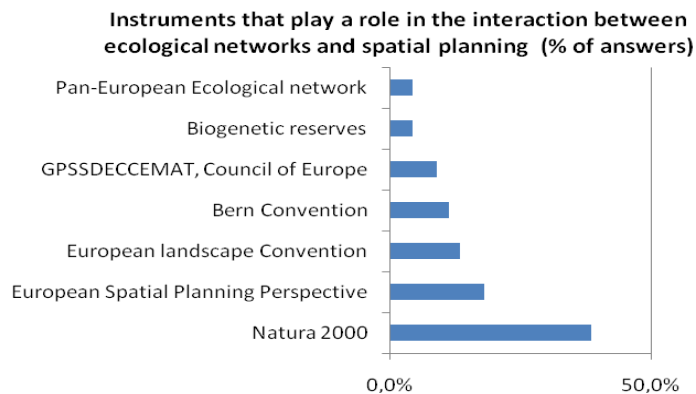 Instruments that play a role in the interaction between
ecological networks and spatial planning (% of answers)
Pan-European Ecological network
Biogenetic reserves
GPSSDECCEMAT, Council of Europe
Bern Convention
European landscape Convention
European Spatial Planning Perspective
Natura 2000
0,0%
50,0%